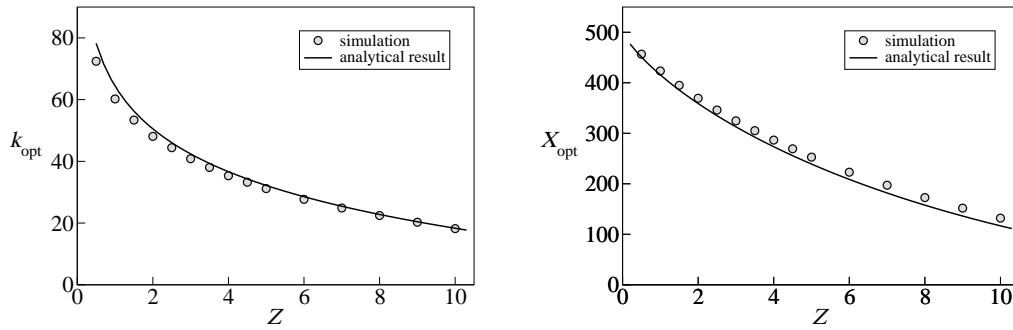 80
60
40
20
0
k_opt
0 2 4 6 8 10
Z
simulation
analytical result
500
400
300
200
100
0
X_opt
0 2 4 6 8 10
Z
simulation
analytical result